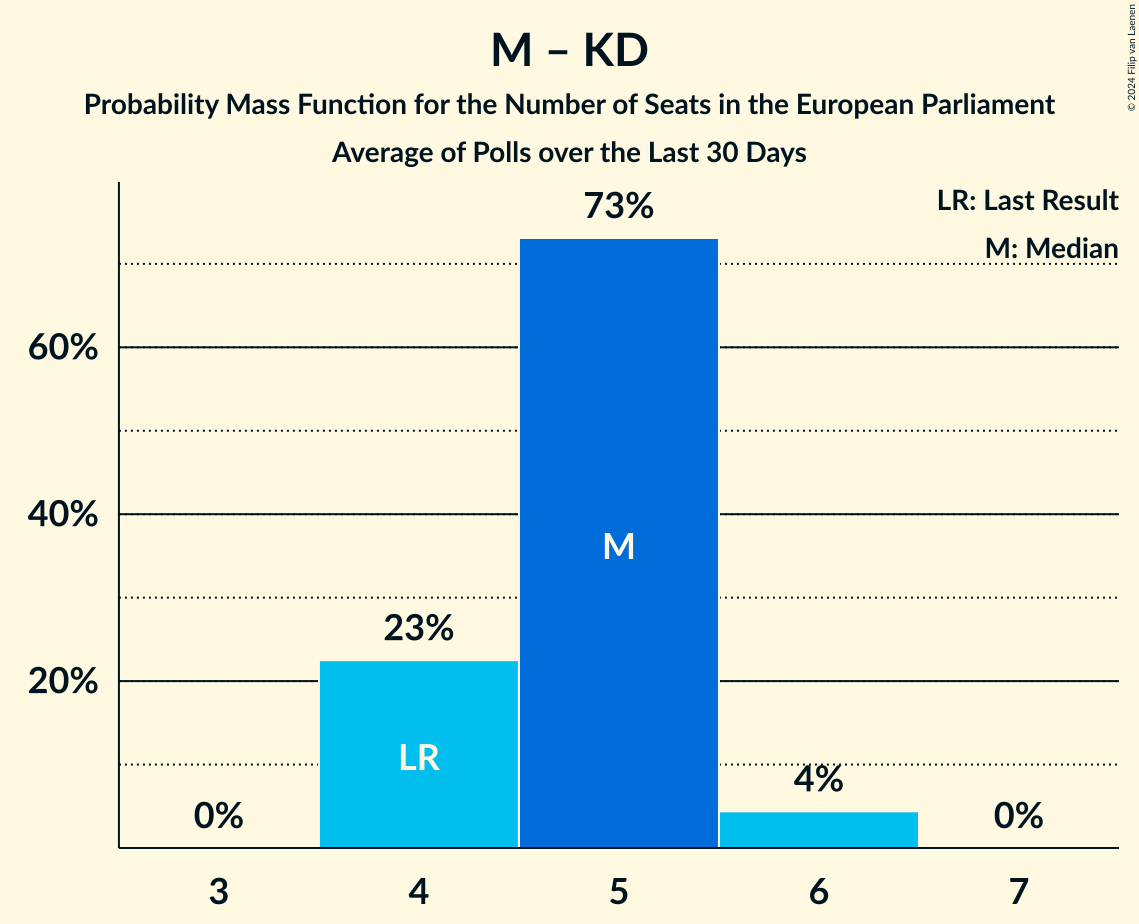 M – KD
Probability Mass Function for the Number of Seats in the European Parliament
Average of Polls over the Last 30 Days
© 2024 Filip van Laenen
LR: Last Result
M: Median
73%
60%
40%
20%
M
23%
LR
4%
0%
0%
3 4 5 6 7